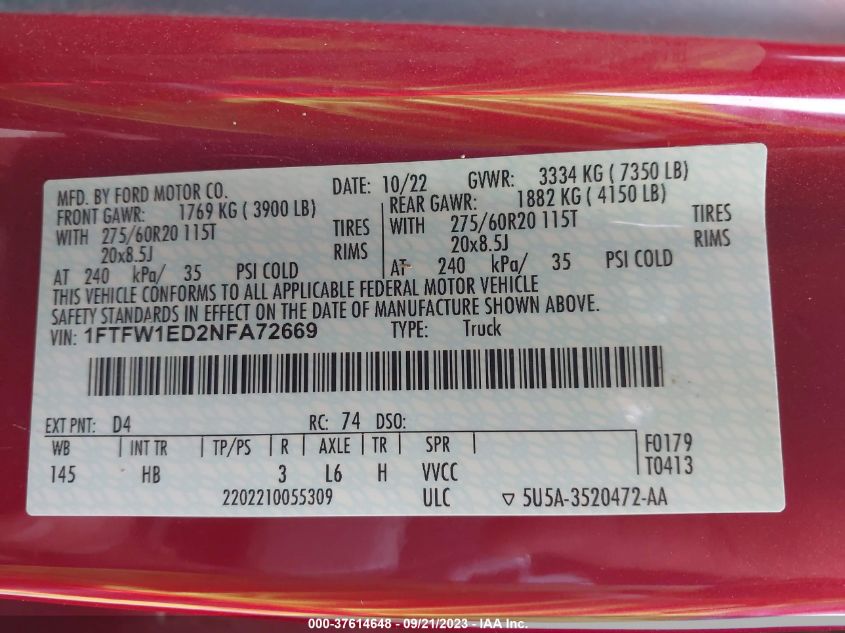 MFD. BY FORD MOTOR CO. DATE: 10/22 GVWR: 3334 KG ( 7350 LB)
FRONT GAWR: 1769 KG ( 3900 LB) REAR GAWR: 1882 KG ( 4150 LB)
WITH 275/60R20 115T TIRES WITH 275/60R20 115T TIRES
20x8.5J RIMS 20x8.5J RIMS
AT 240 kPa/ 35 PSI COLD AT 240 kPa/ 35 PSI COLD
THIS VEHICLE CONFORMS TO ALL APPLICABLE FEDERAL MOTOR VEHICLE
SAFETY STANDARDS IN EFFECT ON THE DATE OF MANUFACTURE SHOWN ABOVE.
VIN: 1FTFW1ED2NFA72669 TYPE: Truck
EXT PNT: D4 RC: 74 DSO:
WB INT TR TP/PS R AXLE TR SPR F0179
145 HB 3 L6 H VVCC T0413
2202210055309 ULC ▽ 5U5A-3520472-AA
000-37614648 - 09/21/2023 - IAA Inc.